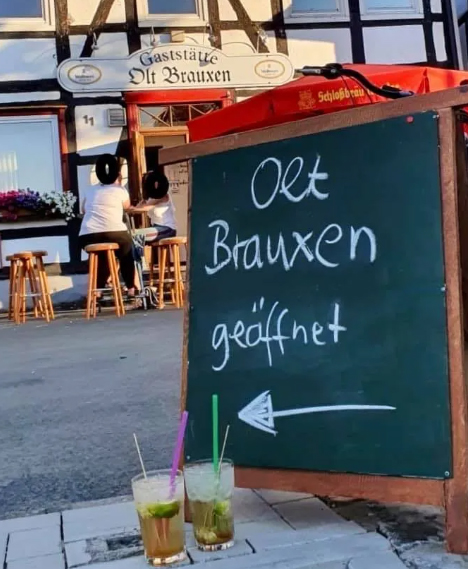 Gaststätte
Olt Brauxen
11
Schloßbräu
Olt
Brauxen
geöffnet